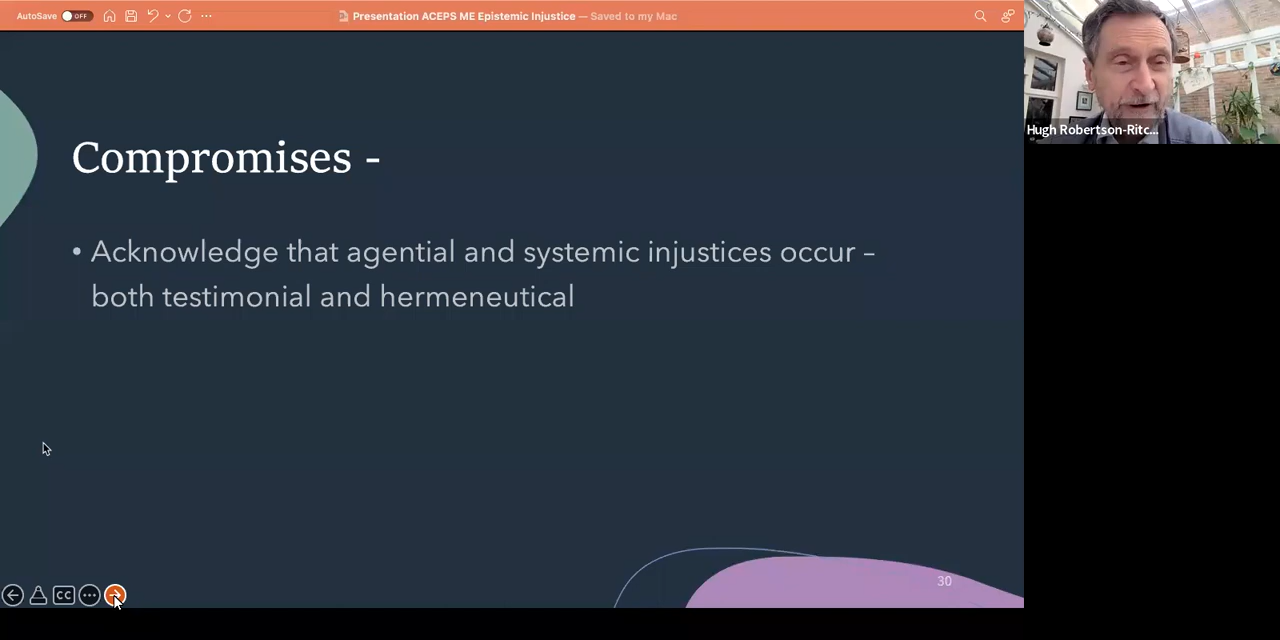 AutoSave OFF
Presentation ACEPS ME Epistemic Injustice — Saved to my Mac
Hugh Robertson-Ritc...
Compromises -
• Acknowledge that agential and systemic injustices occur –
both testimonial and hermeneutical
30
CC